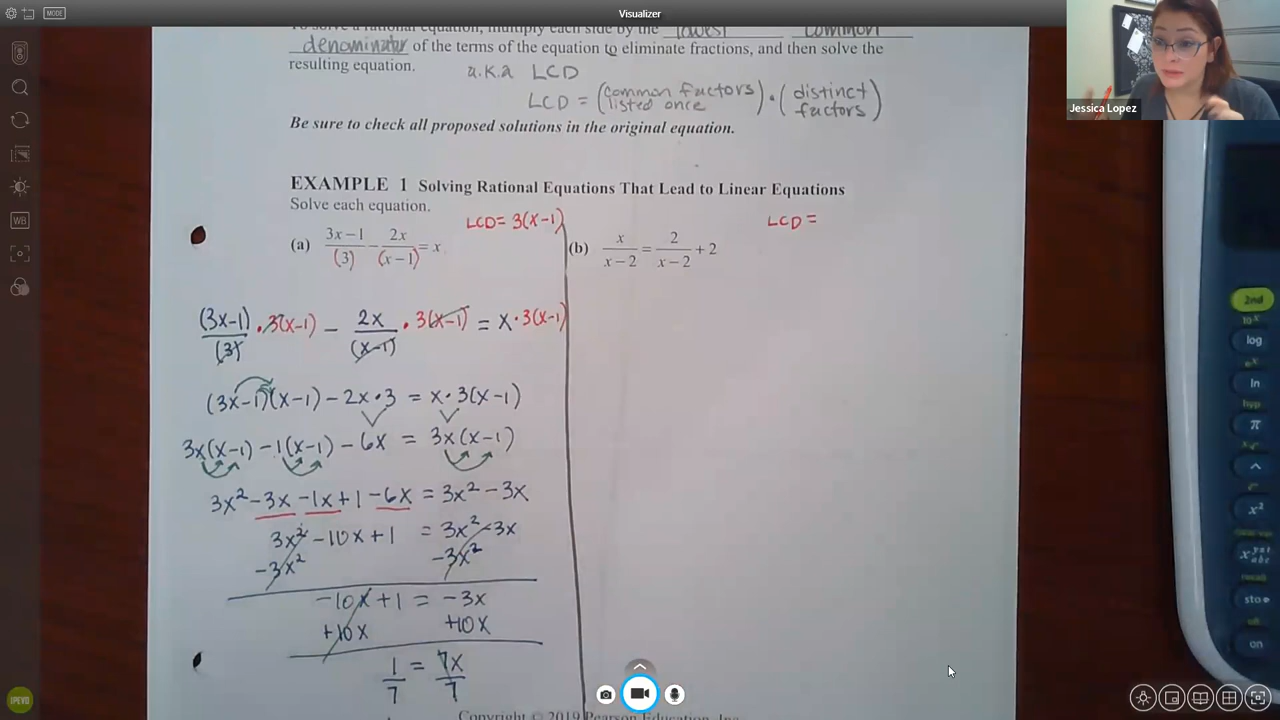 MODE
Visualizer
To solve a rational equation, multiply each side by the lowest common
denominator of the terms of the equation to eliminate fractions, and then solve the
resulting equation. a.k.a LCD
LCD = (common factors listed once) · (distinct factors)
Be sure to check all proposed solutions in the original equation.
Jessica Lopez
EXAMPLE 1 Solving Rational Equations That Lead to Linear Equations
Solve each equation.
LCD = 3(x-1)
(a) (3x-1)/(3) - 2x/(x-1) = x
(3x-1)/(3) · 3(x-1) - 2x/(x-1) · 3(x-1) = x · 3(x-1)
(3x-1)(x-1) - 2x · 3 = x · 3(x-1)
3x(x-1) -1(x-1) - 6x = 3x(x-1)
3x² - 3x - 1x + 1 - 6x = 3x² - 3x
3x² - 10x + 1 = 3x² - 3x
-3x² -3x²
-10x + 1 = -3x
+10x +10x
1/7 = 7x/7
LCD =
(b) x/(x-2) = 2/(x-2) + 2
Copyright © 2019 Pearson Education, Inc.
WB
IPEVO
2nd
10ˣ
log
eˣ
ln
hyp
π
^
x²
sto
on